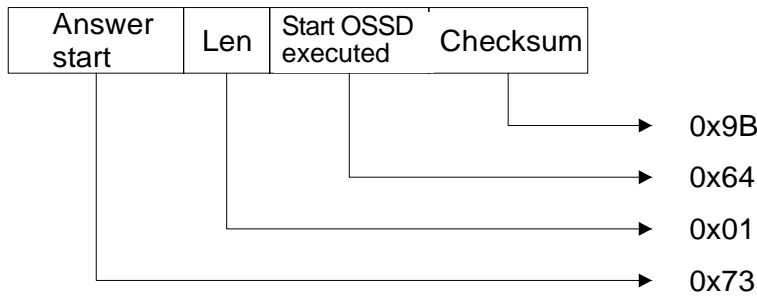 Answer
start
Len
Start OSSD
executed
Checksum
0x9B
0x64
0x01
0x73